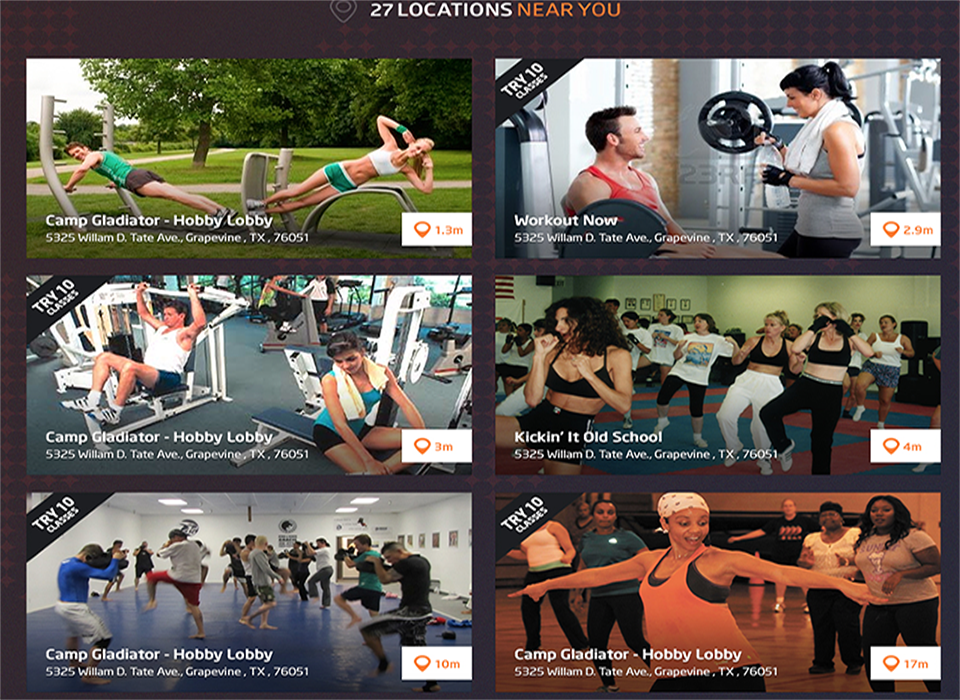 27 LOCATIONS NEAR YOU
Camp Gladiator - Hobby Lobby
5325 Willam D. Tate Ave., Grapevine , TX , 76051
1.3m
TRY 10
CLASSES
Workout Now
5325 Willam D. Tate Ave., Grapevine , TX , 76051
2.9m
TRY 10
CLASSES
Camp Gladiator - Hobby Lobby
5325 Willam D. Tate Ave., Grapevine , TX , 76051
3m
Kickin' It Old School
5325 Willam D. Tate Ave., Grapevine , TX , 76051
4m
TRY 10
CLASSES
Camp Gladiator - Hobby Lobby
5325 Willam D. Tate Ave., Grapevine , TX , 76051
10m
TRY 10
CLASSES
Camp Gladiator - Hobby Lobby
5325 Willam D. Tate Ave., Grapevine , TX , 76051
17m